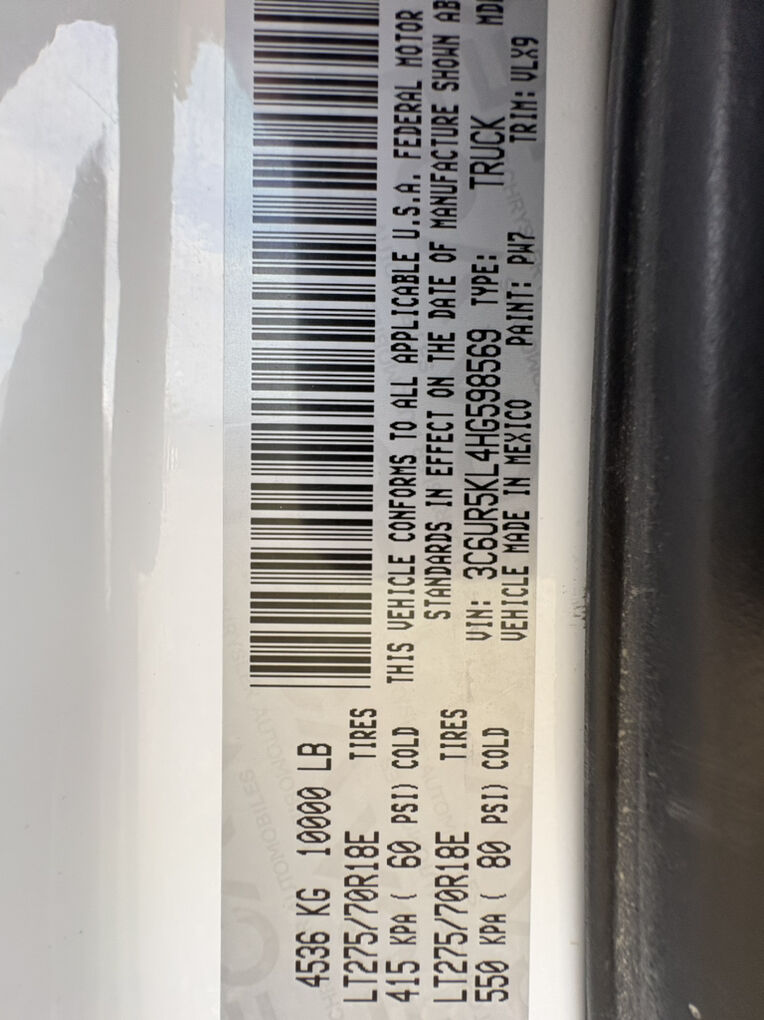 4536 KG 10000 LB
LT275/70R18E TIRES
415 KPA ( 60 PSI) COLD
LT275/70R18E TIRES
550 KPA ( 80 PSI) COLD
THIS VEHICLE CONFORMS TO ALL APPLICABLE U.S.A. FEDERAL MOTOR
STANDARDS IN EFFECT ON THE DATE OF MANUFACTURE SHOWN AB
VIN: 3C6UR5KL4HG598569 TYPE: TRUCK MD
VEHICLE MADE IN MEXICO PAINT: PW7 TRIM: VLX9